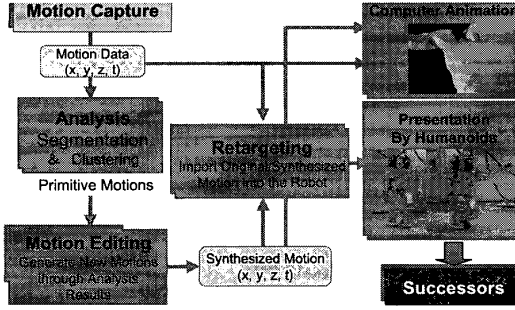 Motion Capture
Motion Data
(x, y, z, t)
Analysis
Segmentation
& Clustering
Primitive Motions
Motion Editing
Generate New Motions
through Analysis
Results
Synthesized Motion
(x, y, z, t)
Retargeting
Import Original/Synthesized
Motion into the Robot
Computer Animation
Presentation
By Humanoids
Successors